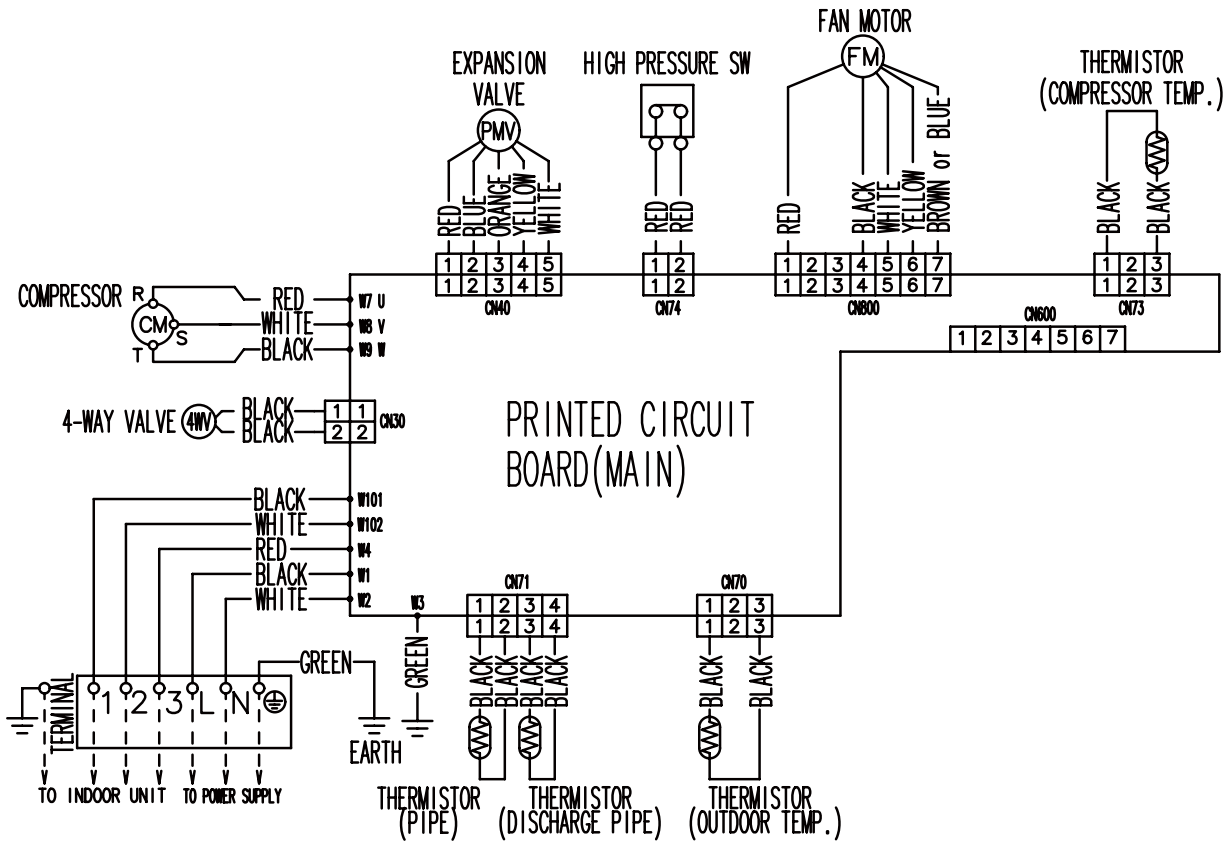 FAN MOTOR
FM
EXPANSION
VALVE
PMV
HIGH PRESSURE SW
THERMISTOR
(COMPRESSOR TEMP.)
RED
BLUE
ORANGE
YELLOW
WHITE
RED
RED
RED
BLACK
WHITE
YELLOW
BROWN or BLUE
BLACK
BLACK
1 2 3 4 5
1 2 3 4 5
CN40
1 2
1 2
CN74
1 2 3 4 5 6 7
1 2 3 4 5 6 7
CN800
1 2 3
1 2 3
CN73
CN600
1 2 3 4 5 6 7
COMPRESSOR
R
CM
S
T
RED
W7 U
WHITE
W8 V
BLACK
W9 W
4-WAY VALVE
4WV
BLACK
BLACK
1 1
2 2
CN30
PRINTED CIRCUIT
BOARD(MAIN)
BLACK
W101
WHITE
W102
RED
W4
BLACK
W1
WHITE
W2
W3
GREEN
CN71
1 2 3 4
1 2 3 4
BLACK
BLACK
BLACK
BLACK
CN70
1 2 3
1 2 3
BLACK
BLACK
GREEN
TERMINAL
1 2 3 L N
EARTH
TO INDOOR UNIT
TO POWER SUPPLY
THERMISTOR
(PIPE)
THERMISTOR
(DISCHARGE PIPE)
THERMISTOR
(OUTDOOR TEMP.)